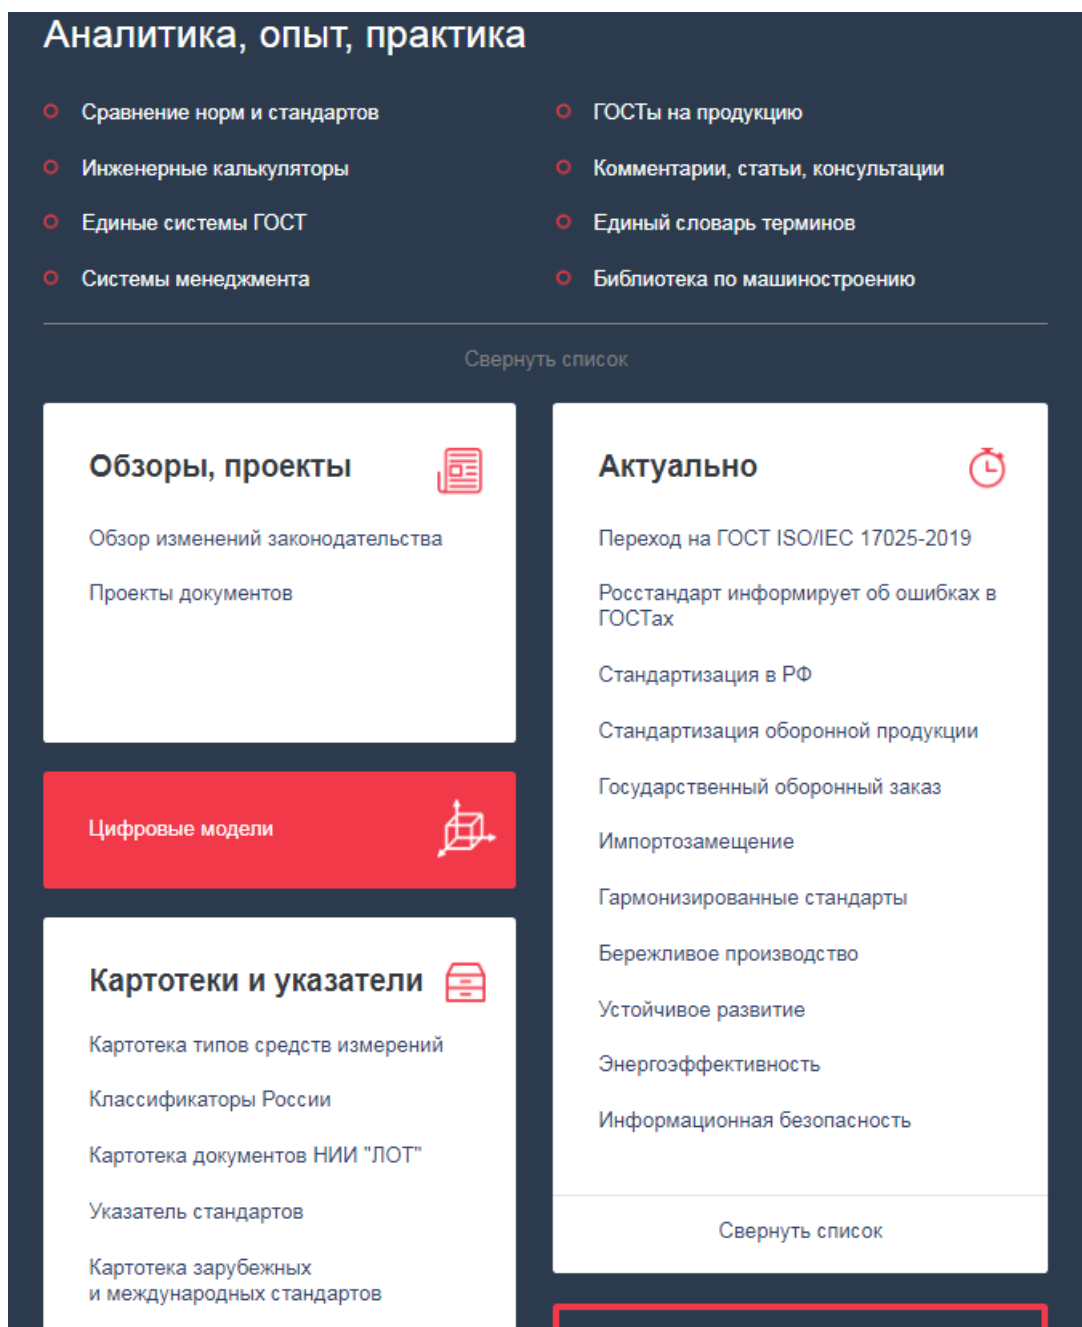 Аналитика, опыт, практика
Сравнение норм и стандартов
Инженерные калькуляторы
Единые системы ГОСТ
Системы менеджмента
ГОСТы на продукцию
Комментарии, статьи, консультации
Единый словарь терминов
Библиотека по машиностроению
Свернуть список
Обзоры, проекты
Обзор изменений законодательства
Проекты документов
Цифровые модели
Картотеки и указатели
Картотека типов средств измерений
Классификаторы России
Картотека документов НИИ "ЛОТ"
Указатель стандартов
Картотека зарубежных
и международных стандартов
Актуально
Переход на ГОСТ ISO/IEC 17025-2019
Росстандарт информирует об ошибках в
ГОСТах
Стандартизация в РФ
Стандартизация оборонной продукции
Государственный оборонный заказ
Импортозамещение
Гармонизированные стандарты
Бережливое производство
Устойчивое развитие
Энергоэффективность
Информационная безопасность
Свернуть список